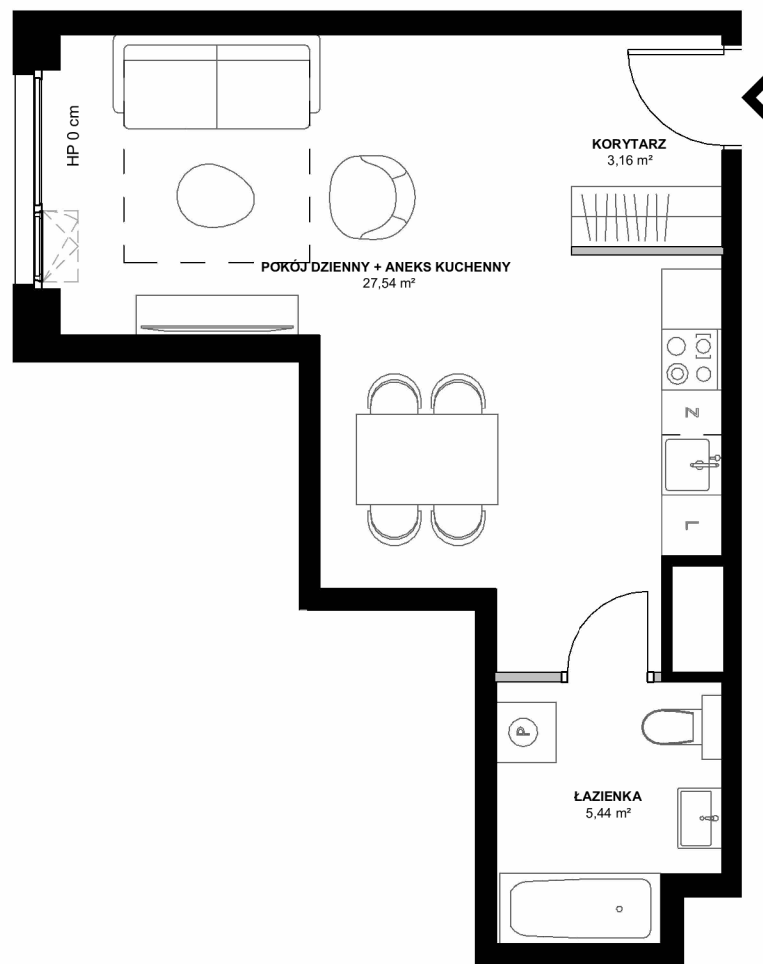 HP 0 cm
KORYTARZ
3,16 m²
POKÓJ DZIENNY + ANEKS KUCHENNY
27,54 m²
Z
L
P
ŁAZIENKA
5,44 m²